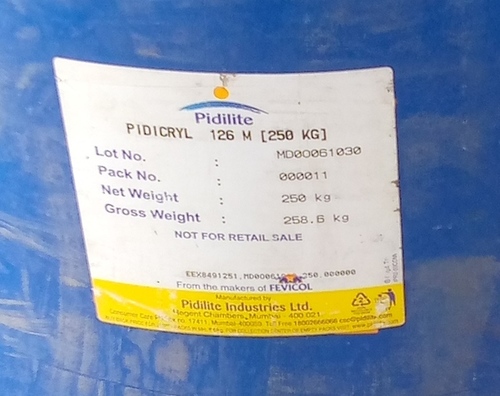 Pidilite
PIDICRYL 126 M [250 KG]
Lot No. : MD00061030
Pack No. : 000011
Net Weight : 250 kg
Gross Weight : 258.6 kg
NOT FOR RETAIL SALE
From the makers of FEVICOL
Manufactured by
Pidilite Industries Ltd.
Regent Chambers, Mumbai - 400 021.